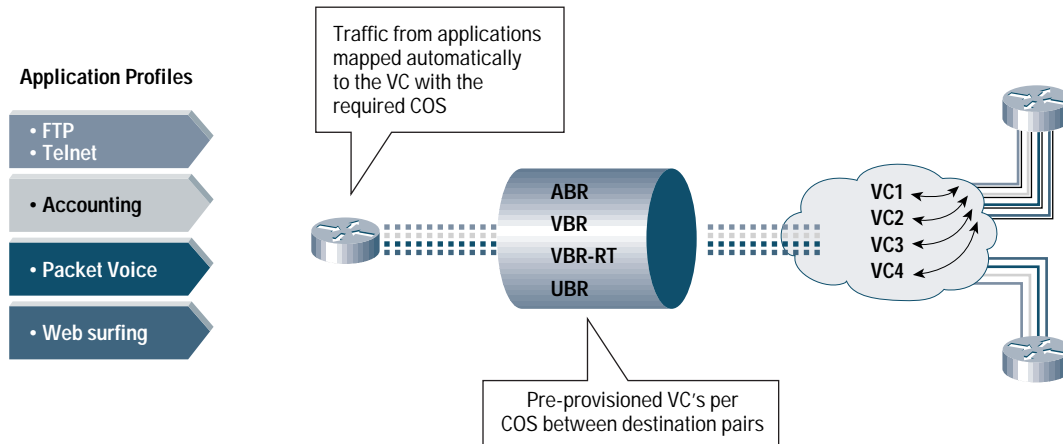 Traffic from applications
mapped automatically
to the VC with the
required COS
Application Profiles
• FTP
• Telnet
• Accounting
• Packet Voice
• Web surfing
ABR
VBR
VBR-RT
UBR
VC1
VC2
VC3
VC4
Pre-provisioned VC's per
COS between destination pairs